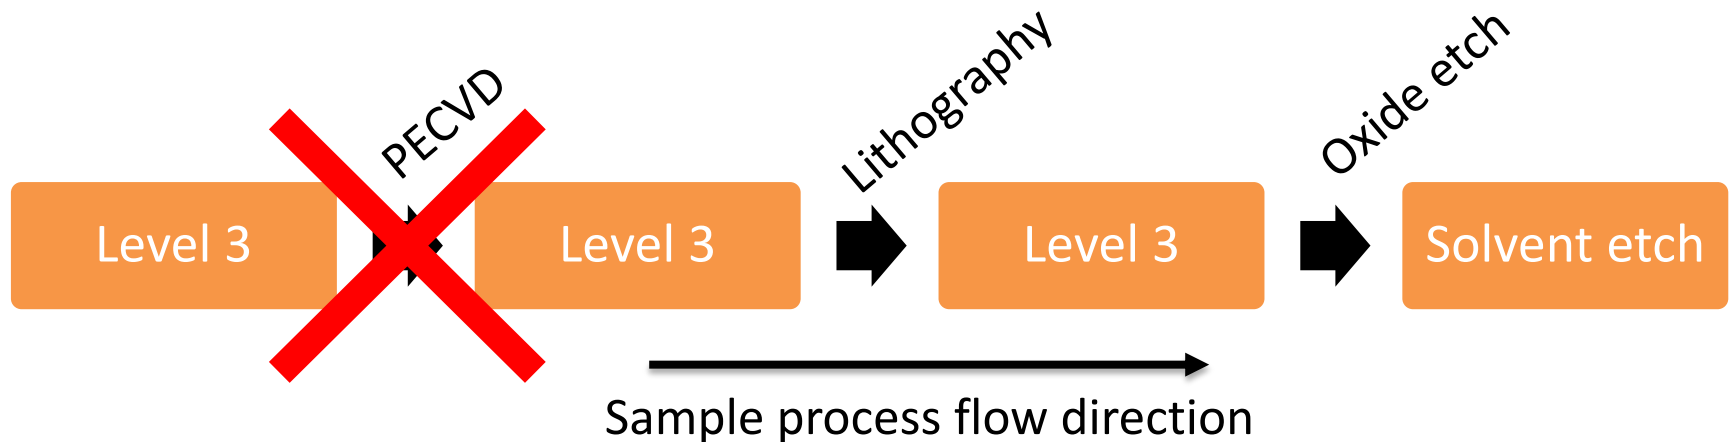 PECVD
Lithography
Oxide etch
Level 3
Level 3
Level 3
Solvent etch
Sample process flow direction